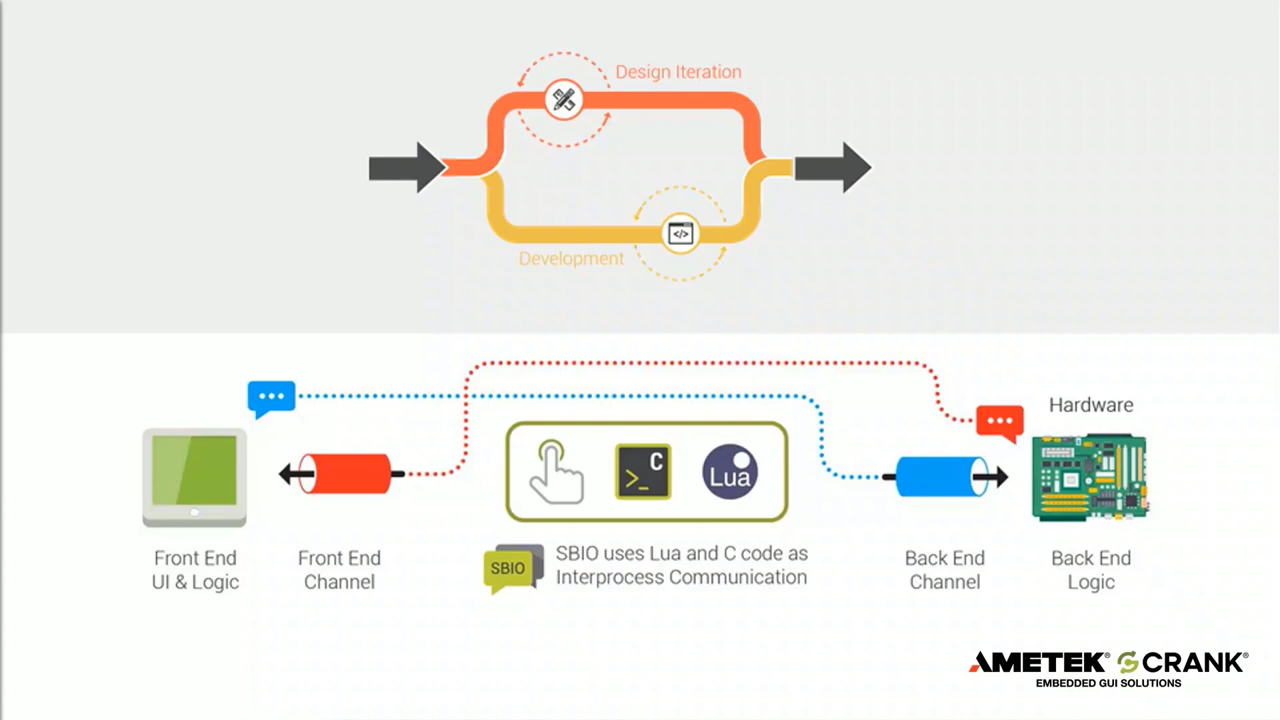 Design Iteration
</>
Development
Hardware
C
>_
Lua
Front End
UI & Logic
Front End
Channel
SBIO
SBIO uses Lua and C code as
Interprocess Communication
Back End
Channel
Back End
Logic
AMETEK® CRANK®
EMBEDDED GUI SOLUTIONS